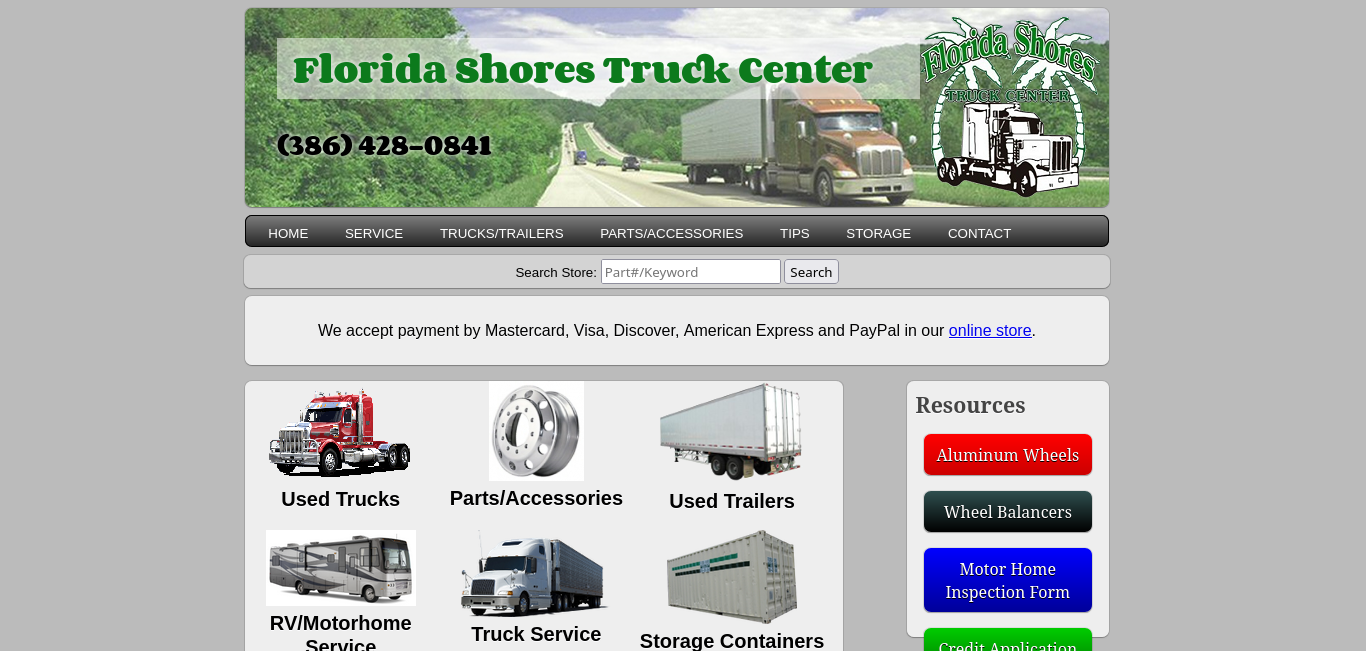 Florida Shores Truck Center
Florida Shores
TRUCK CENTER
(386) 428-0841
HOME SERVICE TRUCKS/TRAILERS PARTS/ACCESSORIES TIPS STORAGE CONTACT
Search Store: Part#/Keyword Search
We accept payment by Mastercard, Visa, Discover, American Express and PayPal in our online store.
Used Trucks
Parts/Accessories
Used Trailers
RV/Motorhome
Service
Truck Service
Storage Containers
Resources
Aluminum Wheels
Wheel Balancers
Motor Home
Inspection Form
Credit Application